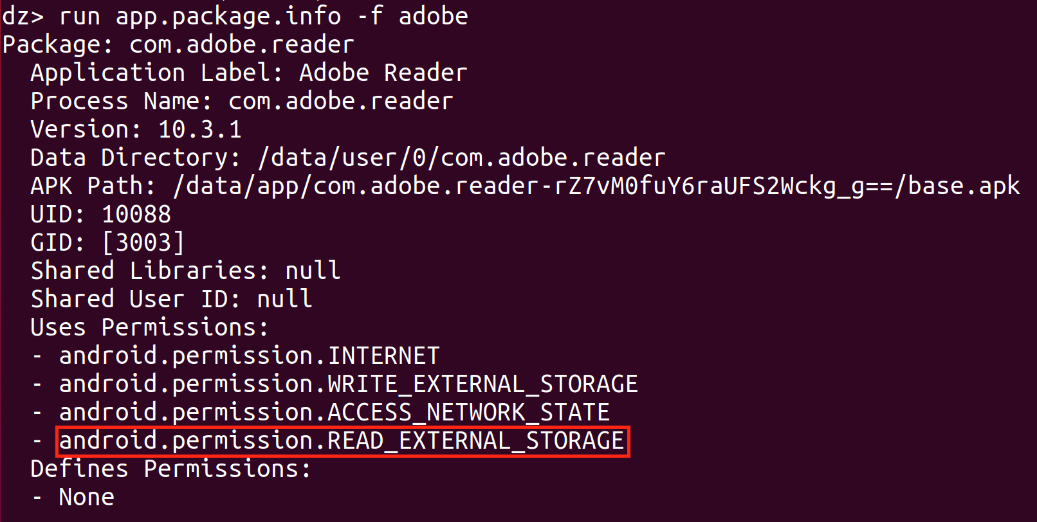 dz> run app.package.info -f adobe
Package: com.adobe.reader
  Application Label: Adobe Reader
  Process Name: com.adobe.reader
  Version: 10.3.1
  Data Directory: /data/user/0/com.adobe.reader
  APK Path: /data/app/com.adobe.reader-rZ7vM0fuY6raUFS2Wckg_g==/base.apk
  UID: 10088
  GID: [3003]
  Shared Libraries: null
  Shared User ID: null
  Uses Permissions:
  - android.permission.INTERNET
  - android.permission.WRITE_EXTERNAL_STORAGE
  - android.permission.ACCESS_NETWORK_STATE
  - android.permission.READ_EXTERNAL_STORAGE
  Defines Permissions:
  - None